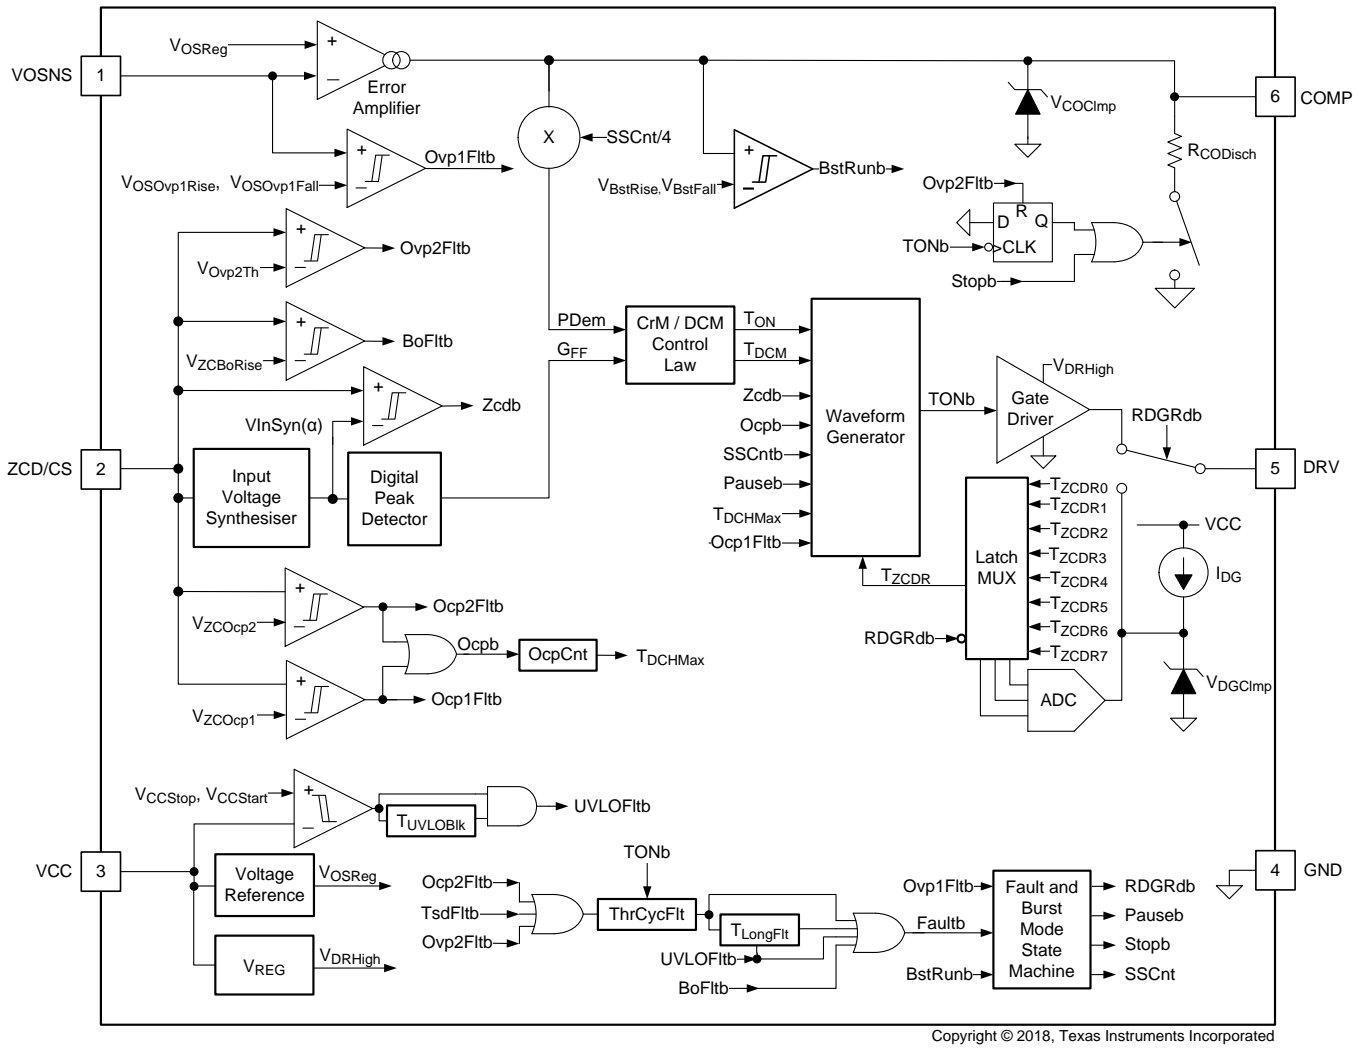 VOSNS
1
VOSReg
+
−
Error
Amplifier
X
SSCnt/4
VCOClmp
6
COMP
RCODisch
+
−
VOSOvp1Rise, VOSOvp1Fall
Ovp1Fltb
+
−
VBstRise, VBstFall
BstRunb
Ovp2Fltb
D
R
Q
CLK
TONb
Stopb
+
−
VOvp2Th
Ovp2Fltb
+
−
VZCBoRise
BoFltb
+
−
VInSyn(α)
Zcdb
PDem
GFF
CrM / DCM
Control
Law
TON
TDCM
Zcdb
Ocpb
SSCntb
Pauseb
TDCHMax
Ocp1Fltb
Waveform
Generator
TONb
VDRHigh
Gate
Driver
RDGRdb
5
DRV
ZCD/CS
2
Input
Voltage
Synthesiser
Digital
Peak
Detector
TZCDR0
TZCDR1
TZCDR2
TZCDR3
TZCDR4
TZCDR5
TZCDR6
TZCDR7
Latch
MUX
TZCDR
RDGRdb
ADC
VCC
IDG
VDGClmp
+
−
VZCOcp2
Ocp2Fltb
Ocpb
OcpCnt
TDCHMax
+
−
VZCOcp1
Ocp1Fltb
VCCStop, VCCStart
+
−
TUVLOBlk
UVLOFltb
VCC
3
Voltage
Reference
VOSReg
VREG
VDRHigh
TONb
Ocp2Fltb
TsdFltb
Ovp2Fltb
ThrCycFlt
TLongFlt
UVLOFltb
BoFltb
Faultb
Ovp1Fltb
BstRunb
Fault and
Burst
Mode
State
Machine
RDGRdb
Pauseb
Stopb
SSCnt
4
GND
Copyright © 2018, Texas Instruments Incorporated